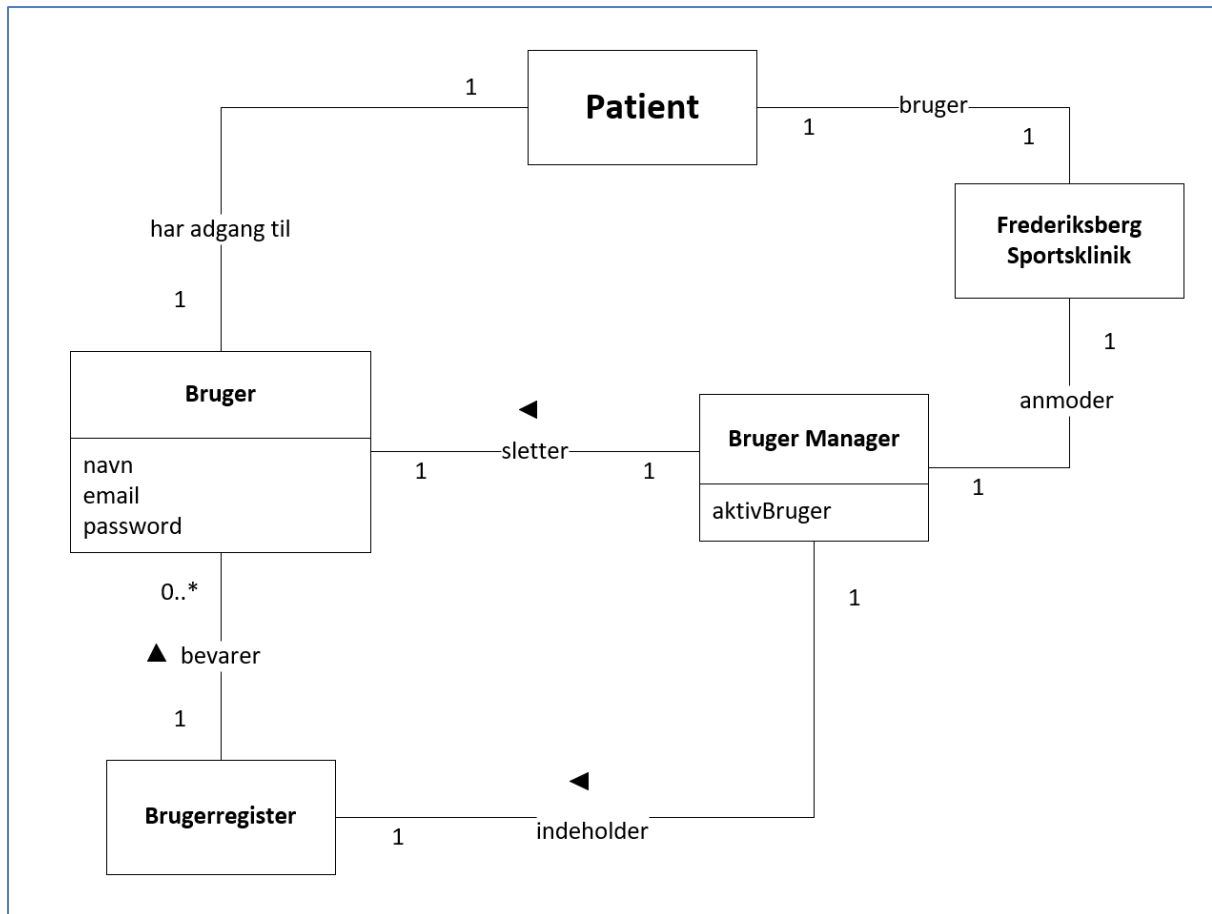 Patient
1
bruger
1
1
har adgang til
1
Frederiksberg
Sportsklinik
1
anmoder
1
Bruger
navn
email
password
◄
sletter
1
1
Bruger Manager
aktivBruger
1
0..*
▲ bevarer
1
Brugerregister
◄
indeholder
1